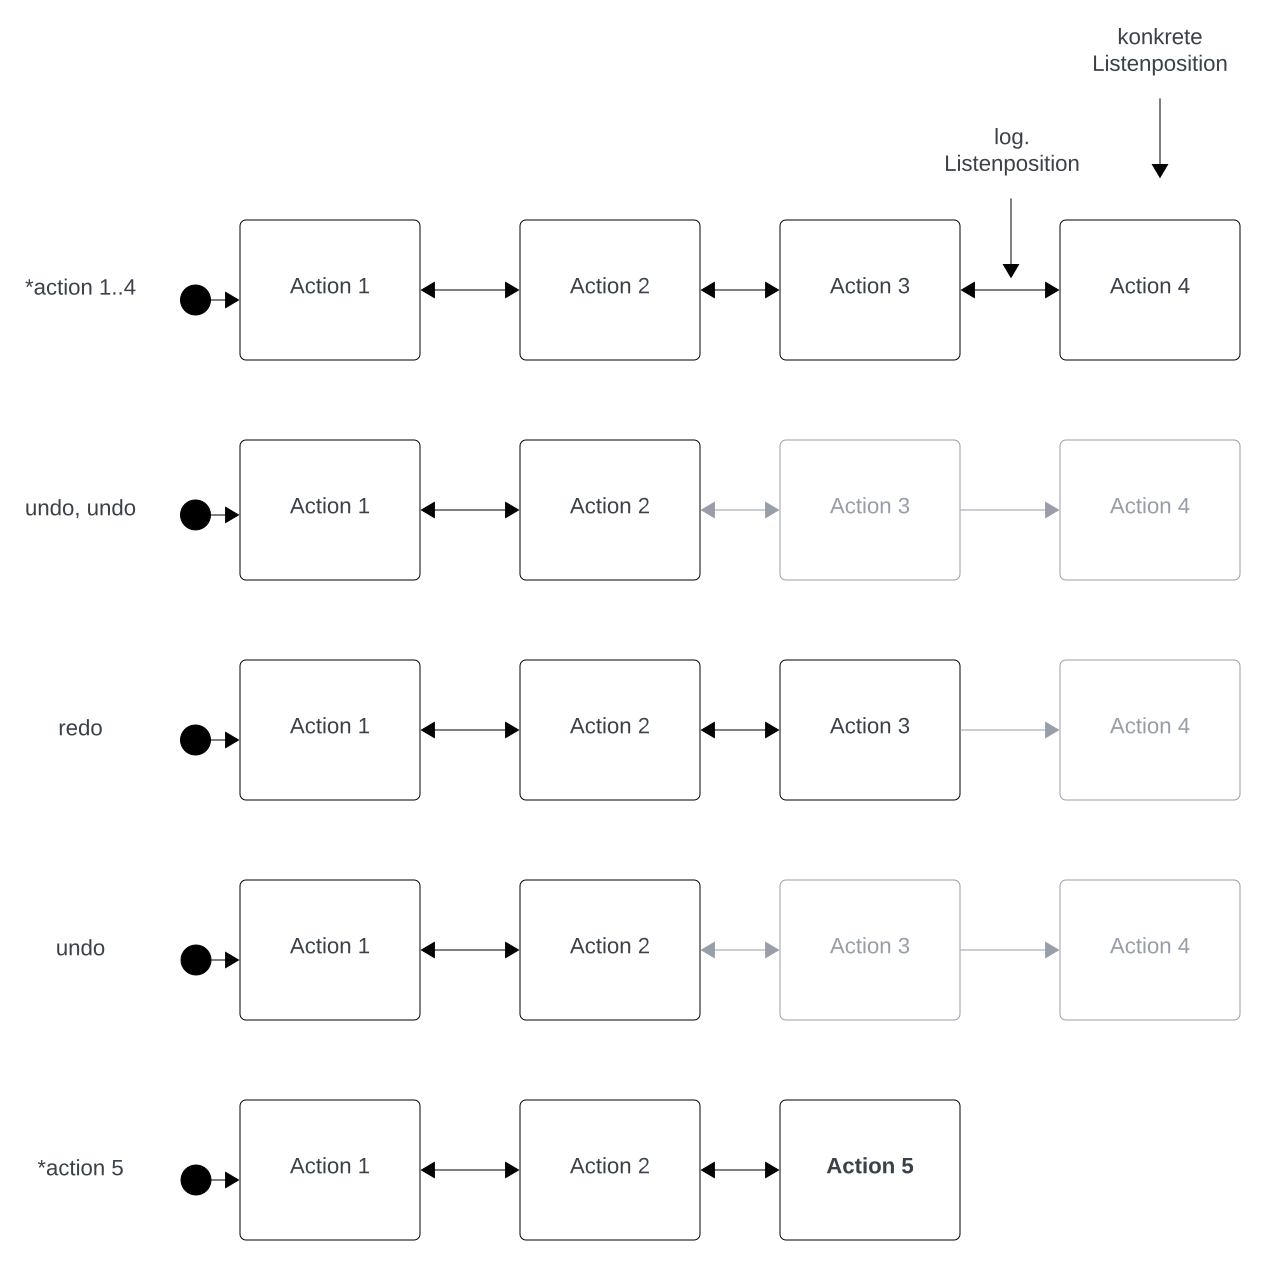 konkrete
Listenposition
log.
Listenposition
*action 1..4
Action 1
Action 2
Action 3
Action 4
undo, undo
Action 1
Action 2
Action 3
Action 4
redo
Action 1
Action 2
Action 3
Action 4
undo
Action 1
Action 2
Action 3
Action 4
*action 5
Action 1
Action 2
Action 5